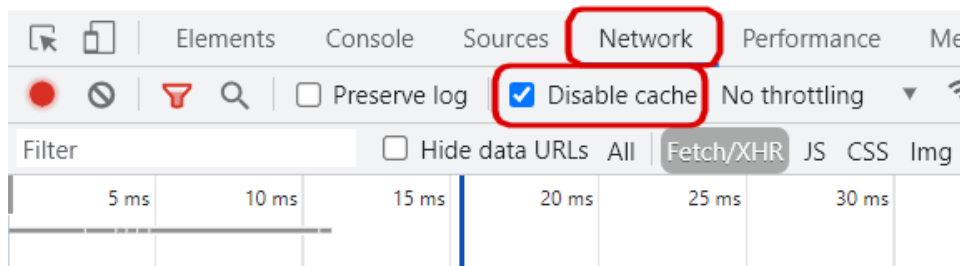 Elements Console Sources Network Performance Me
Preserve log Disable cache No throttling
Filter Hide data URLs All Fetch/XHR JS CSS Img
5 ms 10 ms 15 ms 20 ms 25 ms 30 ms